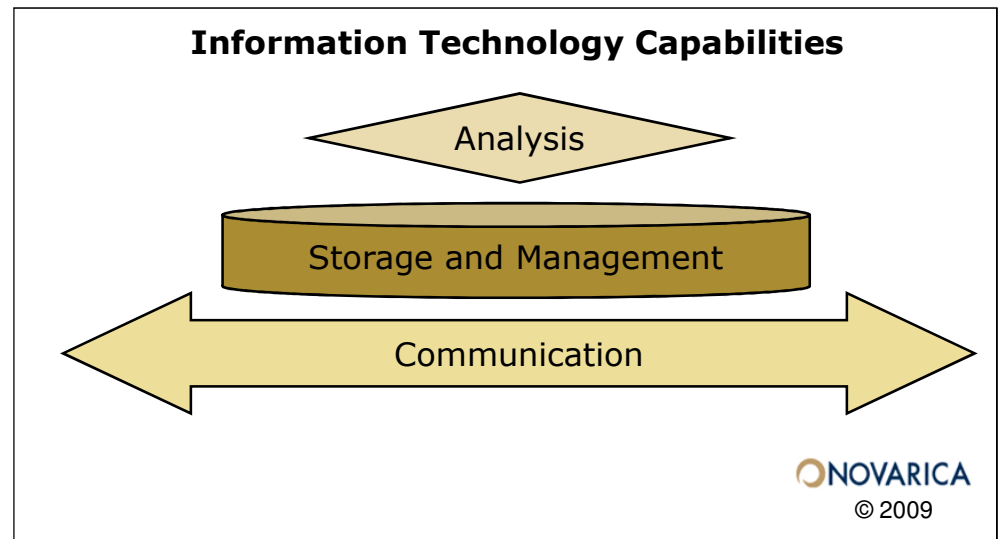 Information Technology Capabilities
Analysis
Storage and Management
Communication
NOVARICA
© 2009